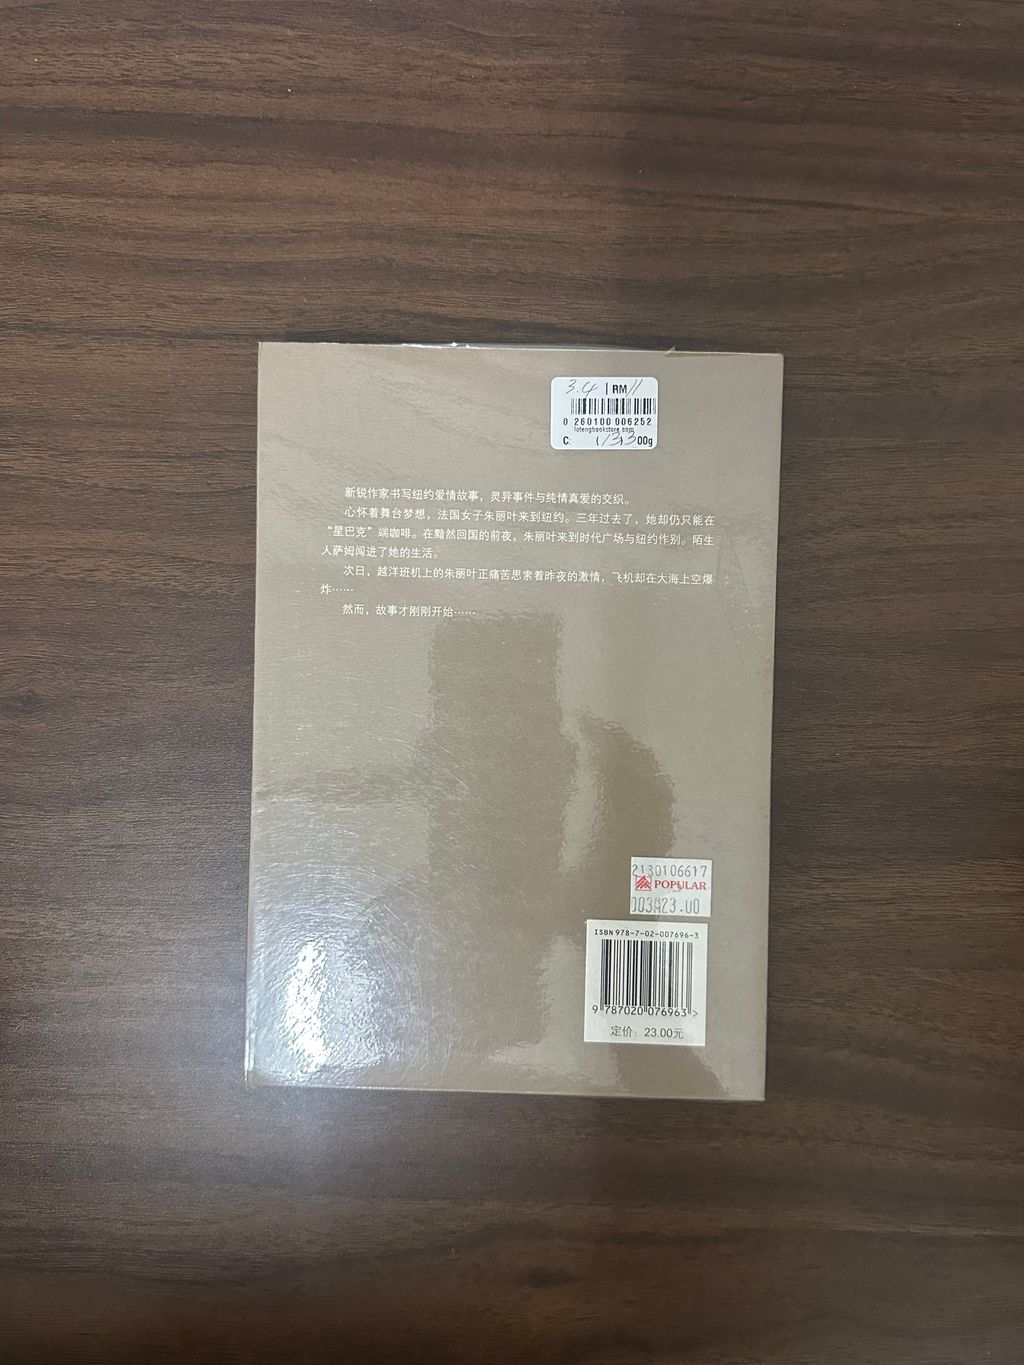 3.4 | RM 11
0 260100 006252
lotengbookstore.com
C: 00g
新锐作家书写纽约爱情故事，灵异事件与纯情真爱的交织。
心怀着舞台梦想，法国女子朱丽叶来到纽约。三年过去了，她却仍只能在
“星巴克”端咖啡。在黯然回国的前夜，朱丽叶来到时代广场与纽约作别。陌生
人萨姆闯进了她的生活。
次日，越洋班机上的朱丽叶正痛苦思索着昨夜的激情，飞机却在大海上空爆
炸……
然而，故事才刚刚开始……
2130106617
POPULAR
ISBN 978-7-02-007696-3
9 787020 076963 >
定价：23.00元